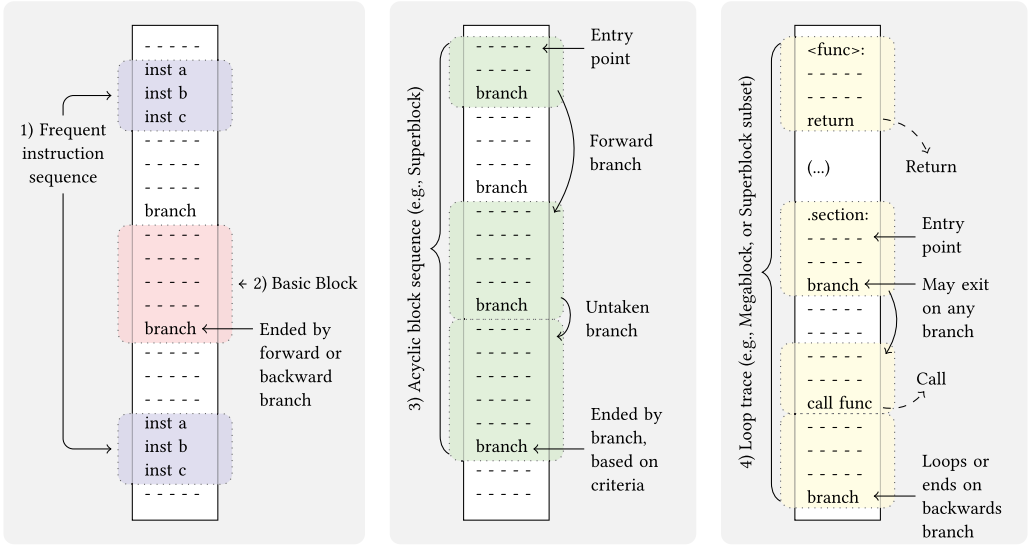 - - - - -
inst a
inst b
inst c
- - - - -
- - - - -
- - - - -
branch
- - - - -
- - - - -
- - - - -
- - - - -
branch
- - - - -
- - - - -
- - - - -
inst a
inst b
inst c
- - - - -
1) Frequent
instruction
sequence
2) Basic Block
Ended by
forward or
backward
branch
3) Acyclic block sequence (e.g., Superblock)
- - - - -
- - - - -
branch
- - - - -
- - - - -
- - - - -
branch
- - - - -
- - - - -
- - - - -
- - - - -
branch
- - - - -
- - - - -
- - - - -
- - - - -
- - - - -
branch
- - - - -
- - - - -
Entry
point
Forward
branch
Untaken
branch
Ended by
branch,
based on
criteria
4) Loop trace (e.g., Megablock, or Superblock subset)
<func>:
- - - - -
- - - - -
return
(...)
.section:
- - - - -
- - - - -
branch
- - - - -
- - - - -
- - - - -
- - - - -
call func
- - - - -
- - - - -
- - - - -
branch
Return
Entry
point
May exit
on any
branch
Call
Loops or
ends on
backwards
branch